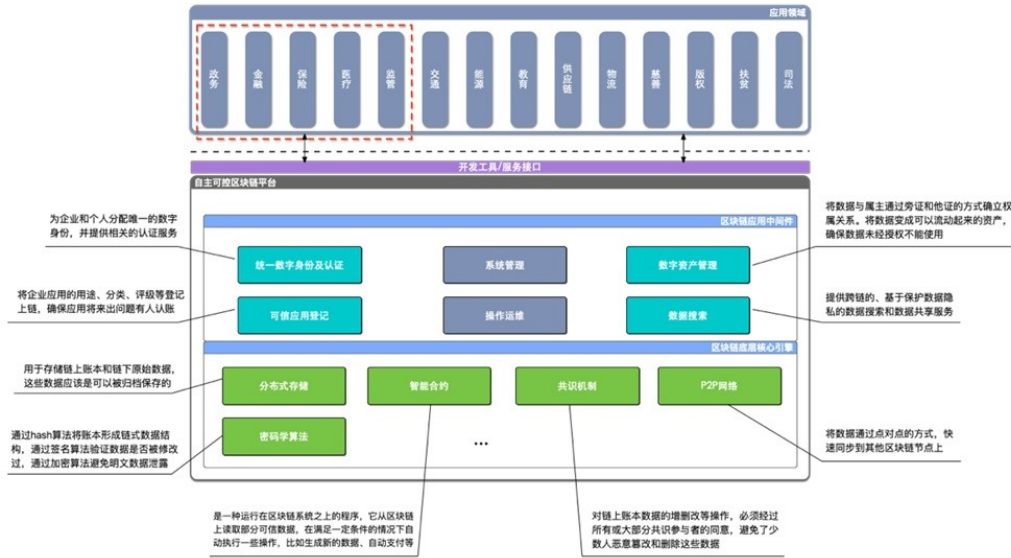 应用领域
政务
金融
保险
医疗
监管
交通
能源
教育
供应链
物流
慈善
版权
扶贫
司法
开发工具/服务接口
自主可控区块链平台
区块链应用中间件
为企业和个人分配唯一的数字
身份，并提供相关的认证服务
统一数字身份及认证
系统管理
数字资产管理
将数据与属主通过旁证和他证的方式确立权
属关系。将数据变成可以流动起来的资产，
确保数据未经授权不能使用
将企业应用的用途、分类、评级等登记
上链，确保应用将来出问题有人认账
可信应用登记
操作运维
数据搜索
提供跨链的、基于保护数据隐
私的数据搜索和数据共享服务
区块链底层核心引擎
用于存储链上账本和链下原始数据，
这些数据应该是可以被归档保存的
分布式存储
智能合约
共识机制
P2P网络
通过hash算法将账本形成链式数据结
构，通过签名算法验证数据是否被修改
过，通过加密算法避免明文数据泄露
密码学算法
...
将数据通过点对点的方式，快
速同步到其他区块链节点上
是一种运行在区块链系统之上的程序，它从区块链
上读取部分可信数据，在满足一定条件的情况下自
动执行一些操作，比如生成新的数据、自动支付等
对链上账本数据的增删改等操作，必须经过
所有或大部分共识参与者的同意，避免了少
数人恶意篡改和删除这些数据